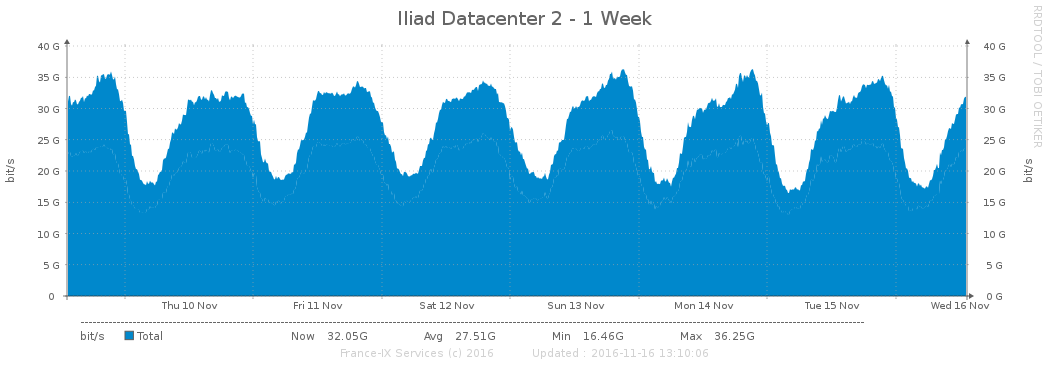 Iliad Datacenter 2 - 1 Week
RRDTOOL / TOBI OETIKER
bit/s
40 G 40 G
35 G 35 G
30 G 30 G
25 G 25 G
20 G 20 G
15 G 15 G
10 G 10 G
5 G 5 G
0 0 G
bit/s
Thu 10 Nov Fri 11 Nov Sat 12 Nov Sun 13 Nov Mon 14 Nov Tue 15 Nov Wed 16 Nov
bit/s Total Now 32.05G Avg 27.51G Min 16.46G Max 36.25G
France-IX Services (c) 2016 Updated : 2016-11-16 13:10:06